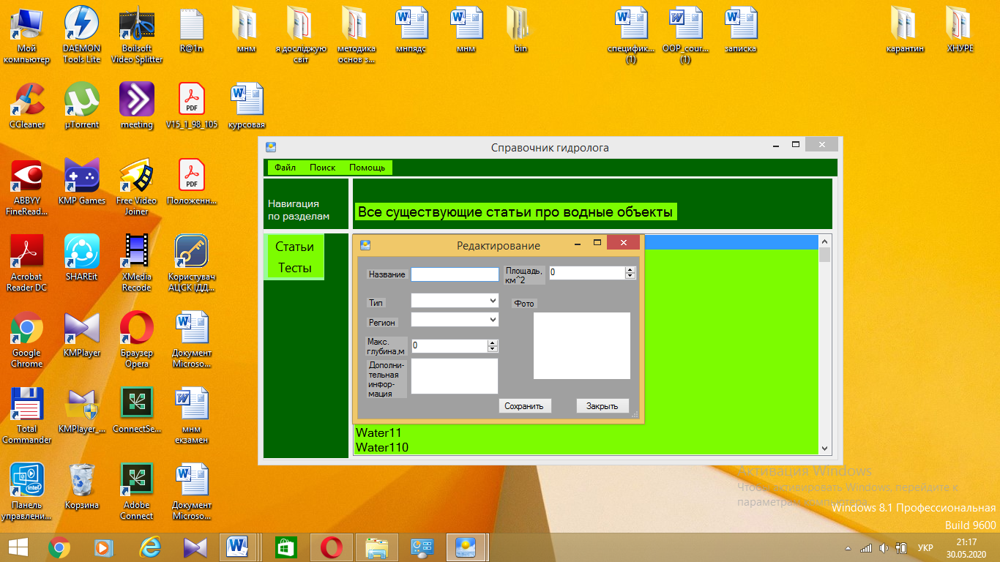 Мой
компьютер
DAEMON
Tools Lite
Boilsoft
Video Splitter
R@1n
мнм
я досліджую
світ
методика
основ з...
мнпядс
мнм
bin
специфик...
(1)
OOP_cour...
(1)
записка
карантин
ХНУРЕ
CCleaner
µTorrent
meeting
PDF
V15_1_98_105
курсовая
ABBYY
FineRead...
KMP Games
Free Video
Joiner
PDF
Положенн...
Acrobat
Reader DC
SHAREit
XMedia
Recode
Користувач
АЦСК ІДД...
Google
Chrome
KMPlayer
Браузер
Opera
Документ
Microso...
Total
Commander
KMPlayer_...
ConnectSe...
мнм
екзамен
Панель
управлени...
Корзина
Adobe
Connect
Документ
Microso...
Справочник гидролога
Файл Поиск Помощь
Навигация
по разделам
Все существующие статьи про водные объекты
Статьи
Тесты
Редактирование
Название
Площадь,
км^2
0
Тип
Фото
Регион
Макс.
глубина,м
0
Дополни-
тельная
инфор-
мация
Сохранить
Закрыть
Water11
Water110
Активация Windows
Чтобы активировать Windows, перейдите к
параметрам компьютера.
Windows 8.1 Профессиональная
Build 9600
УКР
21:17
30.05.2020